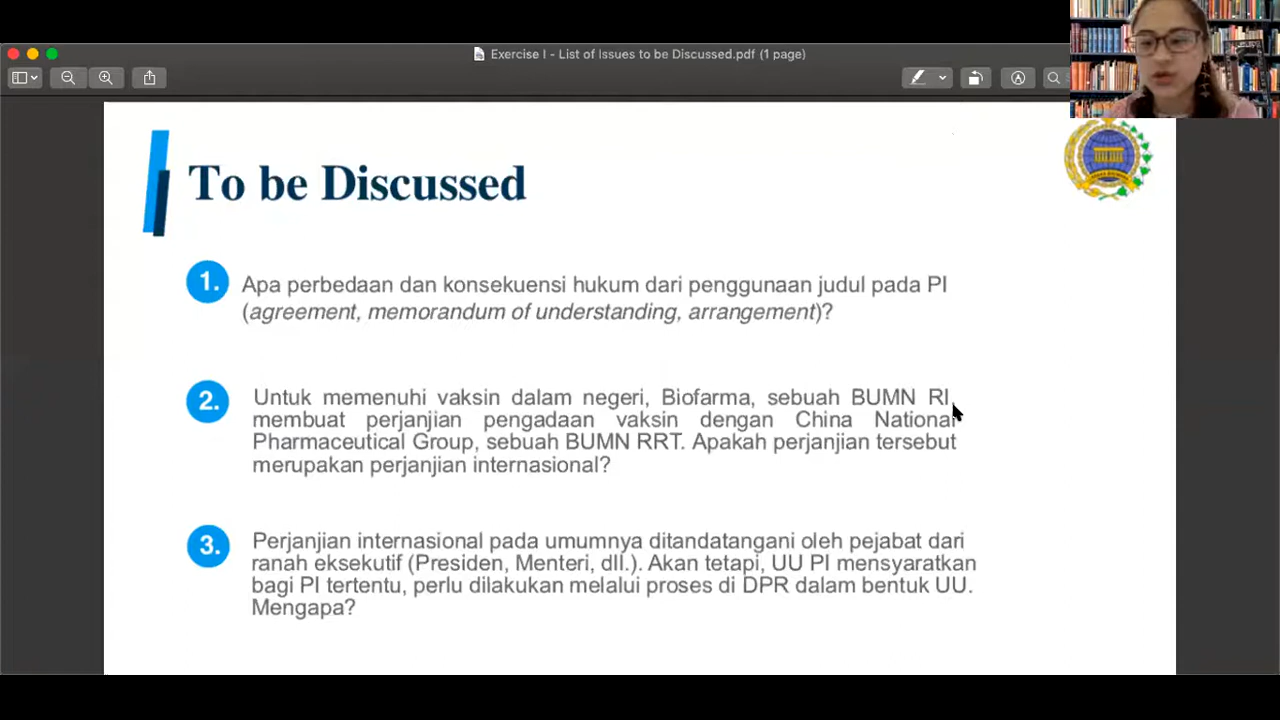 Exercise I - List of Issues to be Discussed.pdf (1 page)
To be Discussed
1. Apa perbedaan dan konsekuensi hukum dari penggunaan judul pada PI
(agreement, memorandum of understanding, arrangement)?
2. Untuk memenuhi vaksin dalam negeri, Biofarma, sebuah BUMN RI,
membuat perjanjian pengadaan vaksin dengan China National
Pharmaceutical Group, sebuah BUMN RRT. Apakah perjanjian tersebut
merupakan perjanjian internasional?
3. Perjanjian internasional pada umumnya ditandatangani oleh pejabat dari
ranah eksekutif (Presiden, Menteri, dll.). Akan tetapi, UU PI mensyaratkan
bagi PI tertentu, perlu dilakukan melalui proses di DPR dalam bentuk UU.
Mengapa?